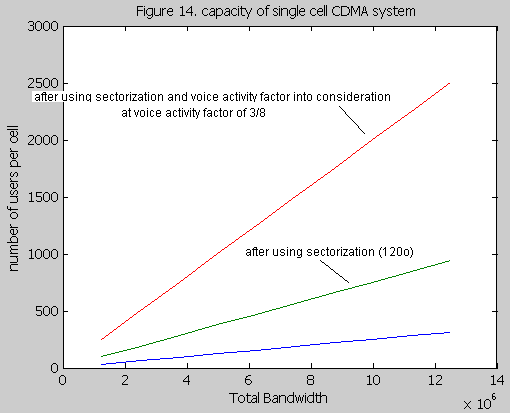 Figure 14. capacity of single cell CDMA system
3000
2500
2000
1500
1000
500
0
number of users per cell
after using sectorization and voice activity factor into consideration
at voice activity factor of 3/8
after using sectorization (120o)
0 2 4 6 8 10 12 14
Total Bandwidth
× 10^6